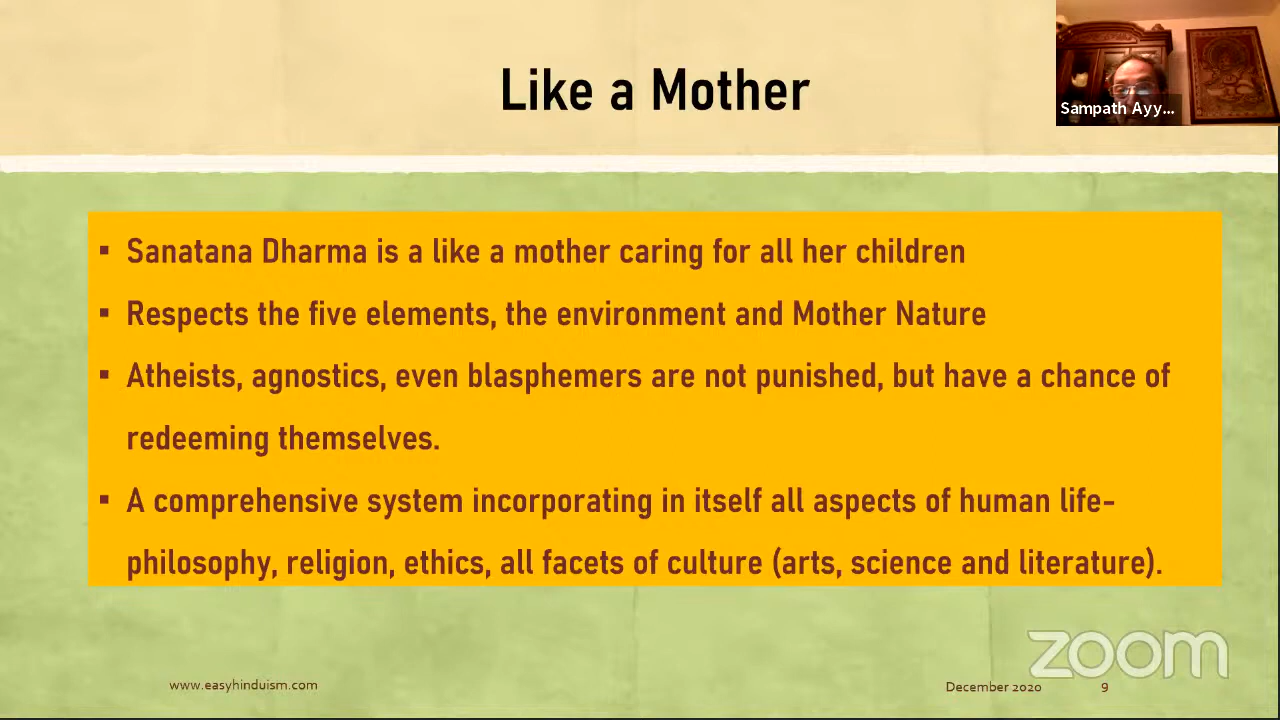 Like a Mother
Sampath Ayy...
▪ Sanatana Dharma is a like a mother caring for all her children
▪ Respects the five elements, the environment and Mother Nature
▪ Atheists, agnostics, even blasphemers are not punished, but have a chance of
redeeming themselves.
▪ A comprehensive system incorporating in itself all aspects of human life-
philosophy, religion, ethics, all facets of culture (arts, science and literature).
zoom
www.easyhinduism.com
December 2020
9